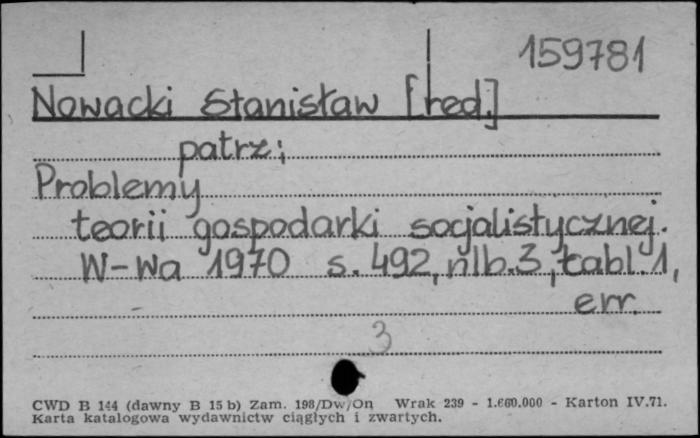 159781
Nowacki Stanisław [red.]
patrz;
Problemy
teorii gospodarki socjalistycznej.
W-wa 1970 s. 492, nlb. 3, tabl. 1,
err.
3
CWD B 144 (dawny B 15 b) Zam. 198/Dw/On Wrak 239 - 1.660.000 - Karton IV.71.
Karta katalogowa wydawnictw ciągłych i zwartych.